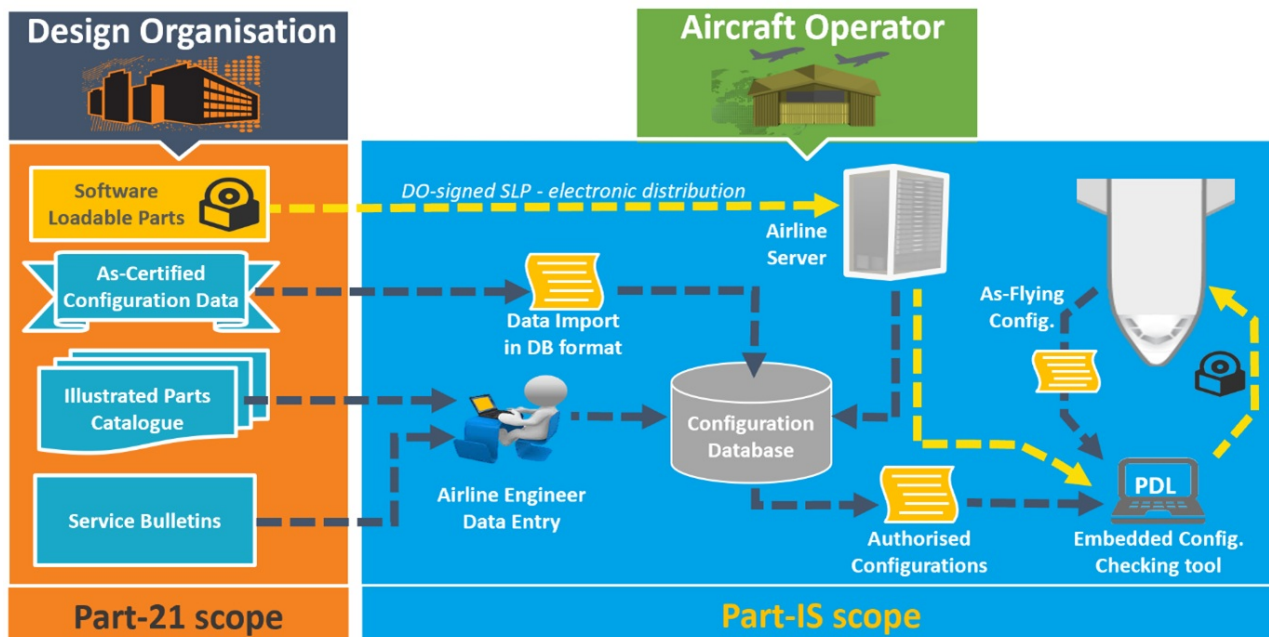 Design Organisation
Aircraft Operator
Software
Loadable Parts
DO-signed SLP - electronic distribution
Airline
Server
As-Certified
Configuration Data
Data Import
in DB format
As-Flying
Config.
Illustrated Parts
Catalogue
Configuration
Database
Airline Engineer
Data Entry
Service Bulletins
Authorised
Configurations
PDL
Embedded Config.
Checking tool
Part-21 scope
Part-IS scope